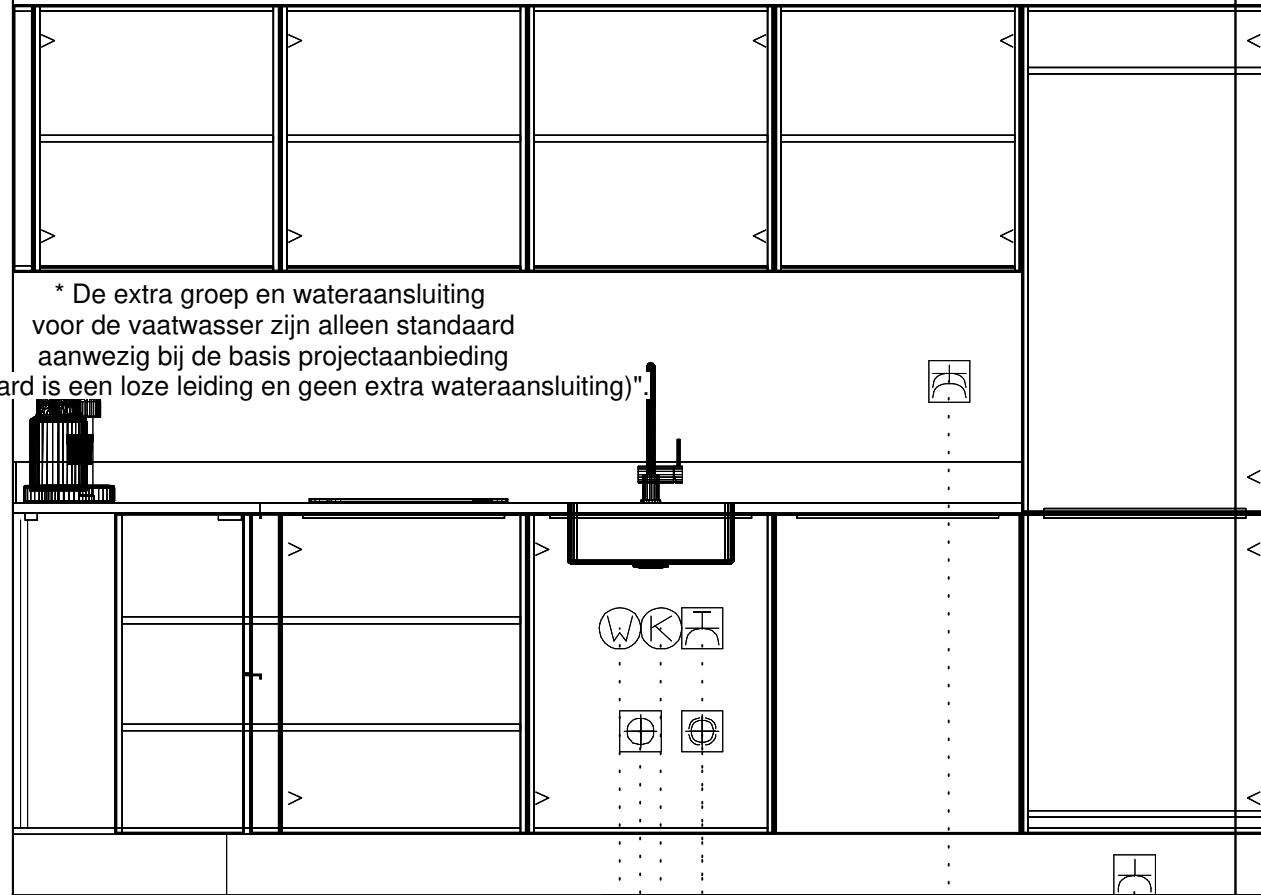 * De extra groep en wateraansluiting
voor de vaatwasser zijn alleen standaard
aanwezig bij de basis projectaanbieding
is een loze leiding en geen extra wateraansluiting)".
W K